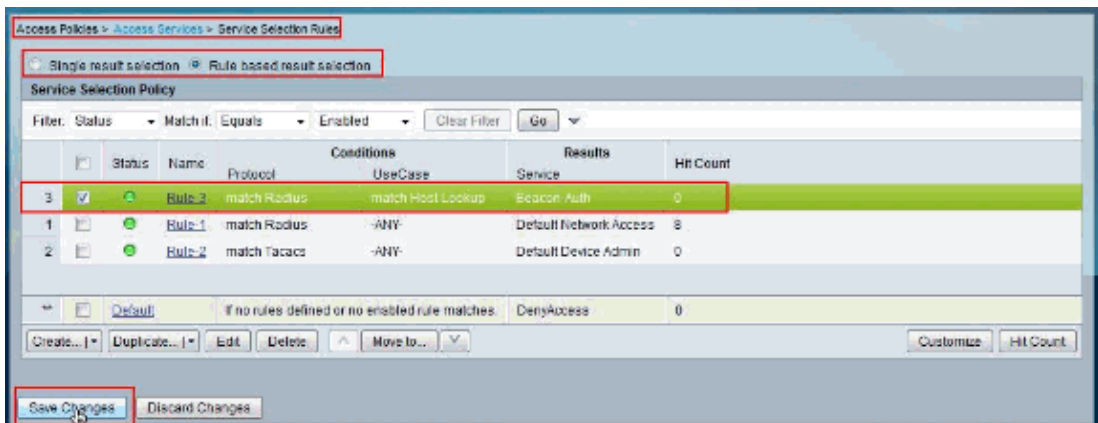 Access Policies > Access Services > Service Selection Rules
Single result selection Rule based result selection
Service Selection Policy
Filter: Status Match if: Equals Enabled Clear Filter Go
Conditions Results
Status Name Protocol UseCase Service Hit Count
3 Rule-3 match Radius match Host Lookup Beacon Auth 0
1 Rule-1 match Radius -ANY- Default Network Access 8
2 Rule-2 match Tacacs -ANY- Default Device Admin 0
** Default If no rules defined or no enabled rule matches. DenyAccess 0
Create... | Duplicate... | Edit Delete ^ Move to... Customize Hit Count
Save Changes Discard Changes